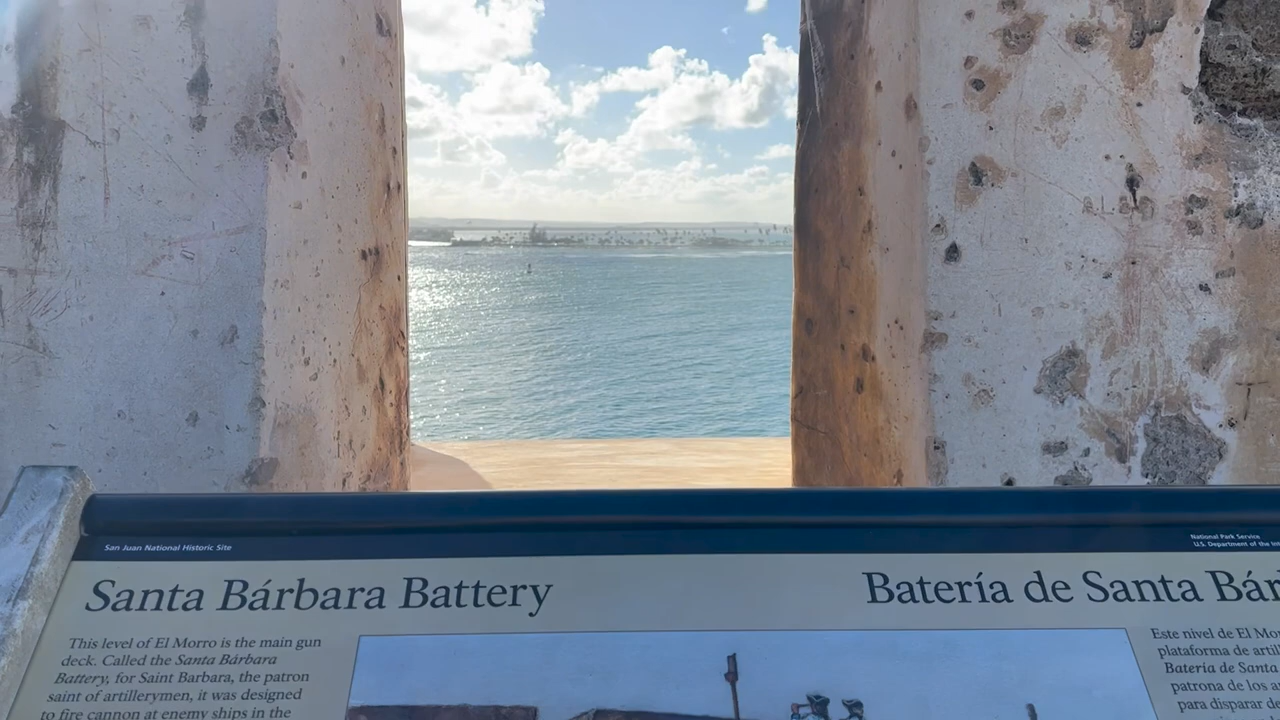 San Juan National Historic Site
National Park Service
U.S. Department of the
Santa Bárbara Battery
Batería de Santa
This level of El Morro is the main gun
deck. Called the Santa Bárbara
Battery, for Saint Barbara, the patron
saint of artillerymen, it was designed
to fire cannon at enemy ships in the
Este nivel de El
plataforma de
Batería de Santa
patrona de los
para disparar